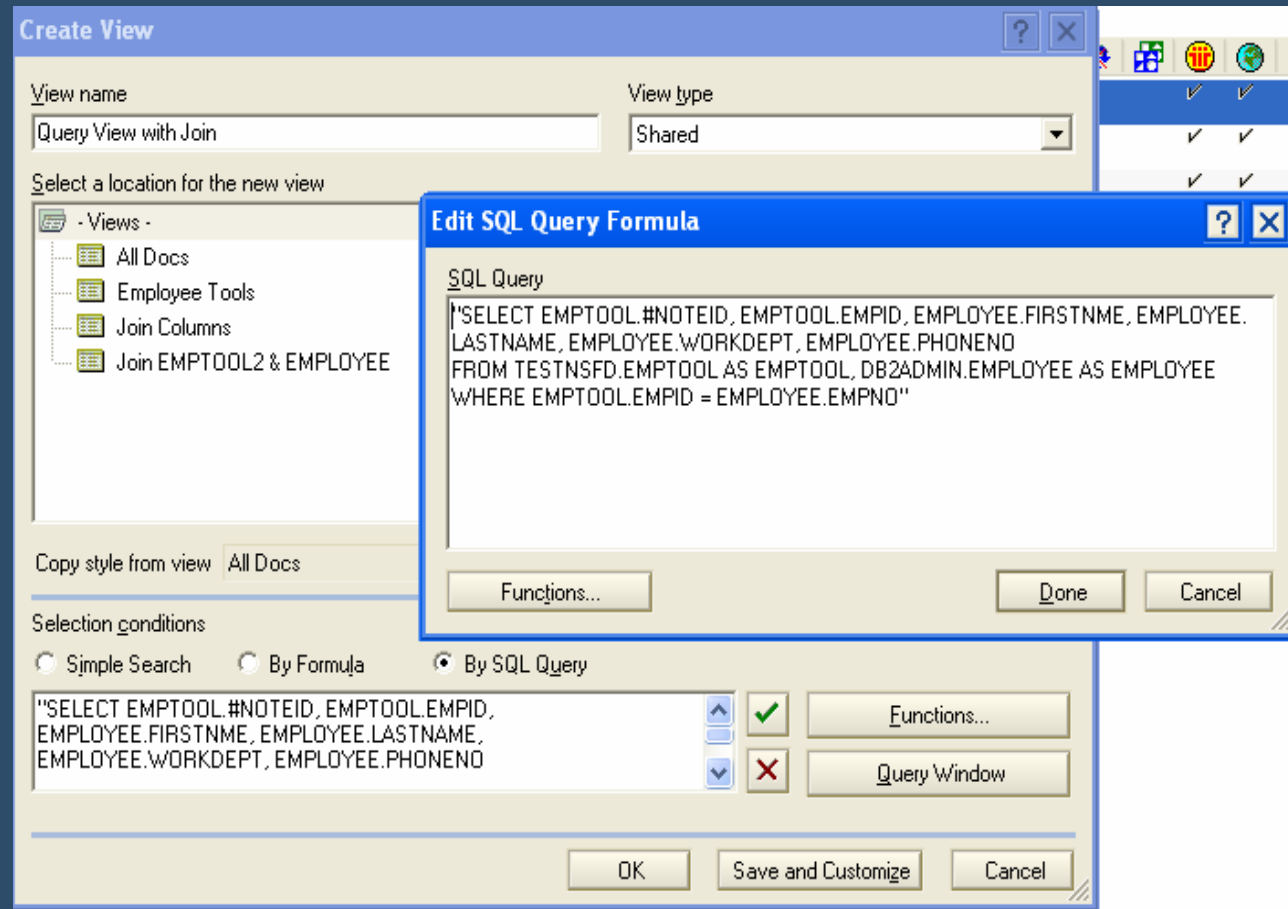 Create View
View name
View type
Query View with Join
Shared
Select a location for the new view
- Views -
All Docs
Employee Tools
Join Columns
Join EMPTOOL2 & EMPLOYEE
Edit SQL Query Formula
SQL Query
"SELECT EMPTOOL.#NOTEID, EMPTOOL.EMPID, EMPLOYEE.FIRSTNME, EMPLOYEE.
LASTNAME, EMPLOYEE.WORKDEPT, EMPLOYEE.PHONENO
FROM TESTNSFD.EMPTOOL AS EMPTOOL, DB2ADMIN.EMPLOYEE AS EMPLOYEE
WHERE EMPTOOL.EMPID = EMPLOYEE.EMPNO"
Functions...
Done
Cancel
Copy style from view All Docs
Selection conditions
Simple Search
By Formula
By SQL Query
"SELECT EMPTOOL.#NOTEID, EMPTOOL.EMPID,
EMPLOYEE.FIRSTNME, EMPLOYEE.LASTNAME,
EMPLOYEE.WORKDEPT, EMPLOYEE.PHONENO
Functions...
Query Window
OK
Save and Customize
Cancel